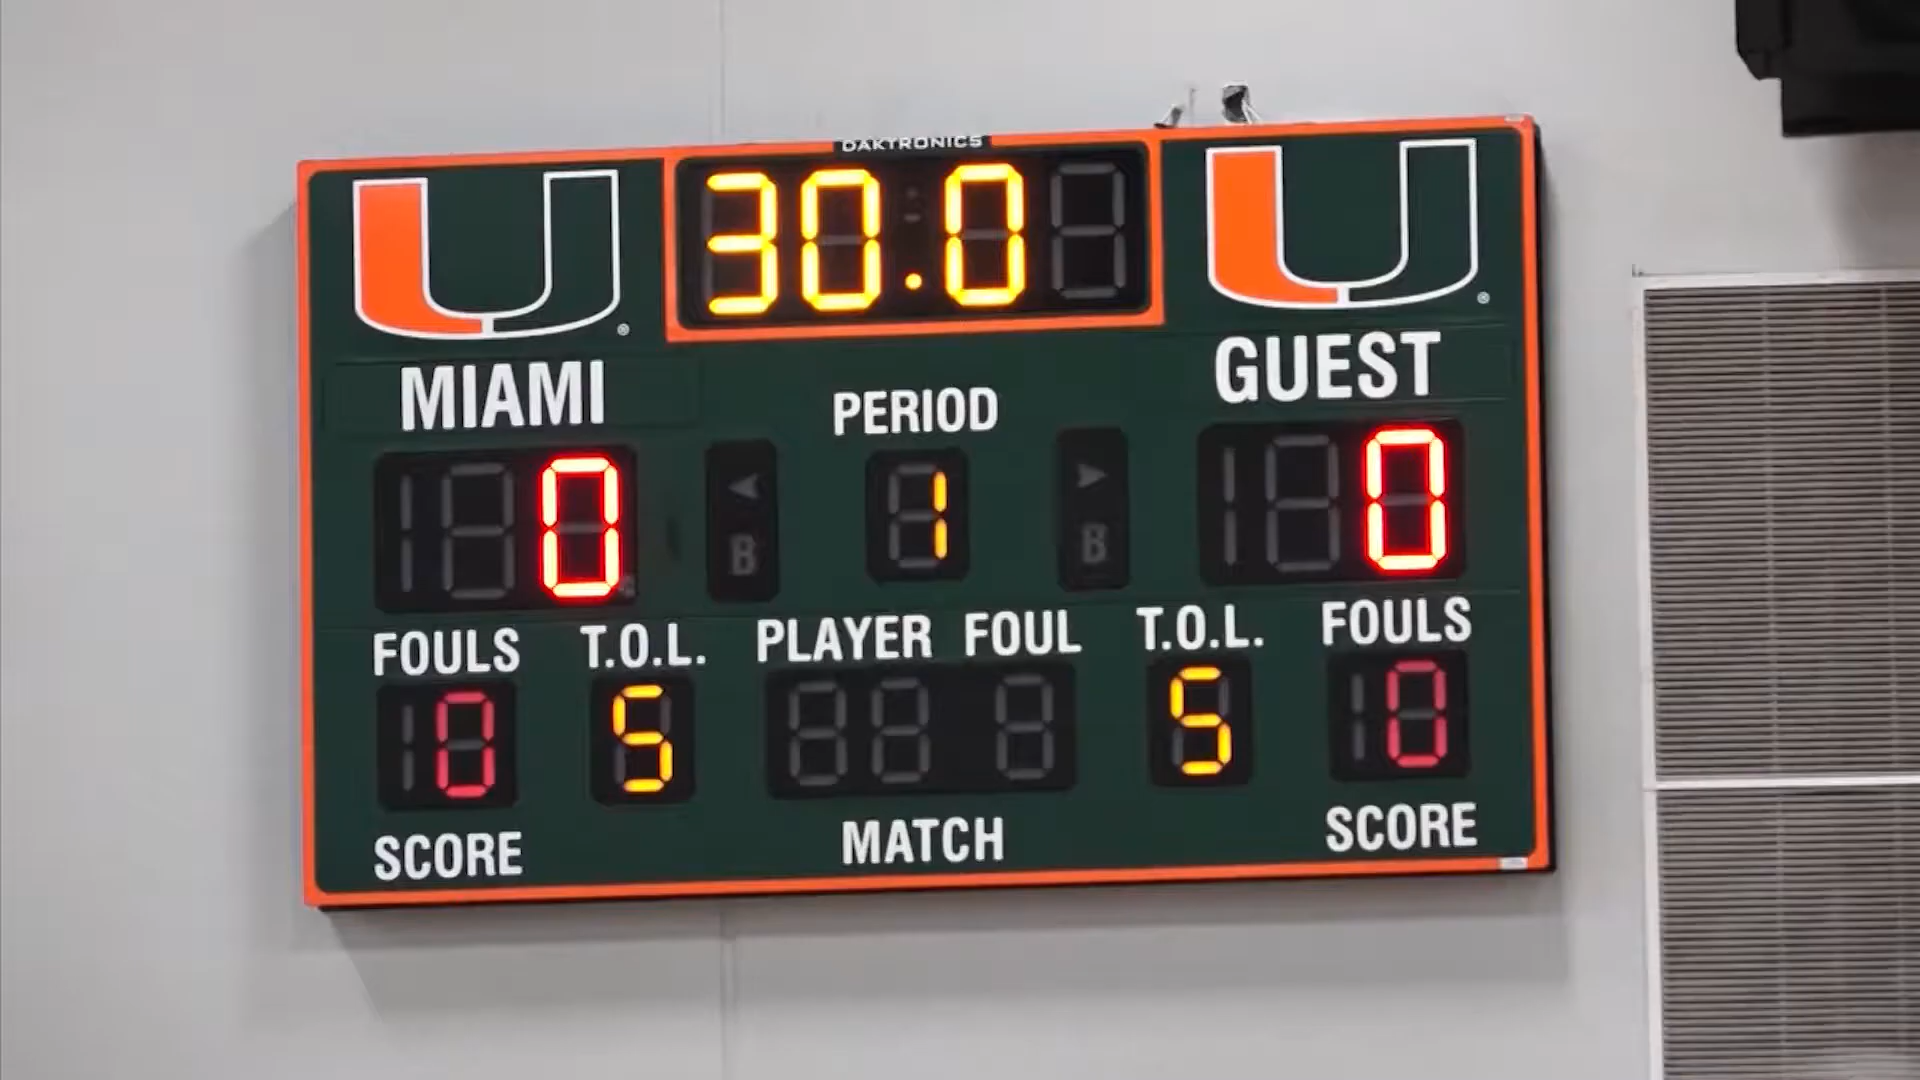 DAKTRONICS
30.0
MIAMI
GUEST
PERIOD
0
B
1
B
0
FOULS T.O.L. PLAYER FOUL T.O.L. FOULS
0 5 5 0
SCORE MATCH SCORE